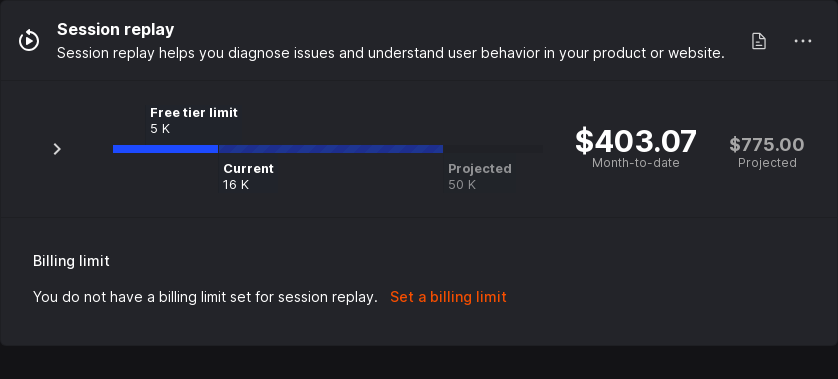 Session replay
Session replay helps you diagnose issues and understand user behavior in your product or website.
Free tier limit
5 K
Current
16 K
Projected
50 K
$403.07
Month-to-date
$775.00
Projected
Billing limit
You do not have a billing limit set for session replay. Set a billing limit